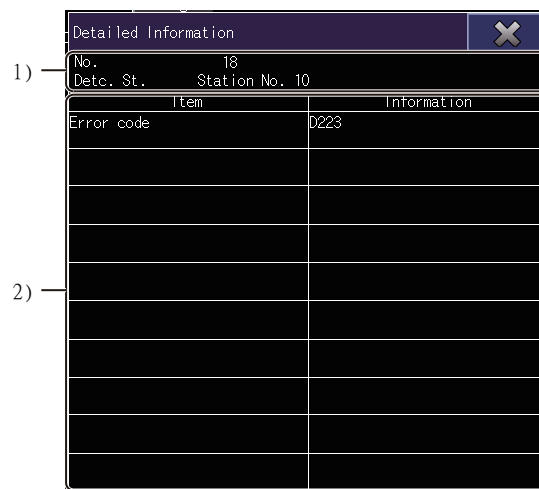 Detailed Information
1)
No. 18
Detc. St. Station No. 10
Item Information
Error code D223
2)